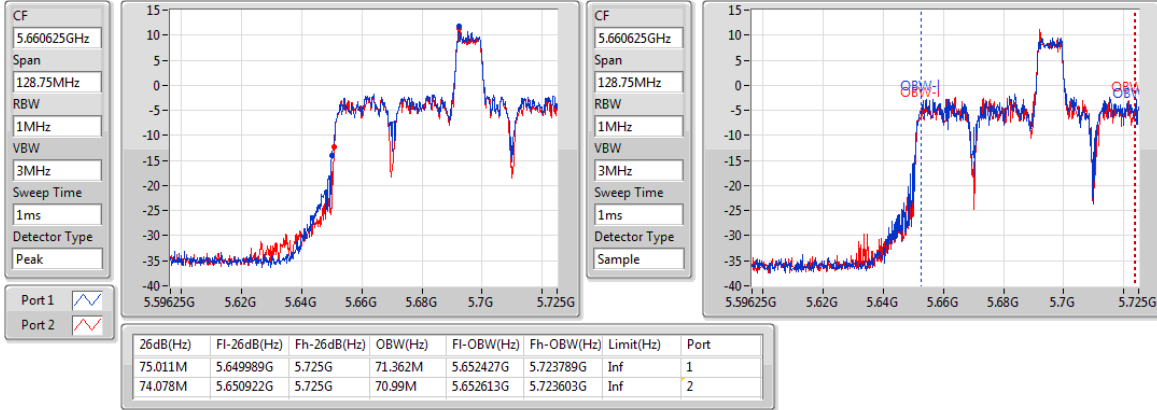 CF
5.660625GHz
Span
128.75MHz
RBW
1MHz
VBW
3MHz
Sweep Time
1ms
Detector Type
Peak
Port 1
Port 2
15
10
5
0
-5
-10
-15
-20
-25
-30
-35
-40
5.59625G 5.62G 5.64G 5.66G 5.68G 5.7G 5.725G
CF
5.660625GHz
Span
128.75MHz
RBW
1MHz
VBW
3MHz
Sweep Time
1ms
Detector Type
Sample
15
10
5
0
-5
-10
-15
-20
-25
-30
-35
-40
OBW-l
OBW-l
OBW
OBW
5.59625G 5.62G 5.64G 5.66G 5.68G 5.7G 5.725G
26dB(Hz) Fl-26dB(Hz) Fh-26dB(Hz) OBW(Hz) Fl-OBW(Hz) Fh-OBW(Hz) Limit(Hz) Port
75.011M 5.649989G 5.725G 71.362M 5.652427G 5.723789G Inf 1
74.078M 5.650922G 5.725G 70.99M 5.652613G 5.723603G Inf 2